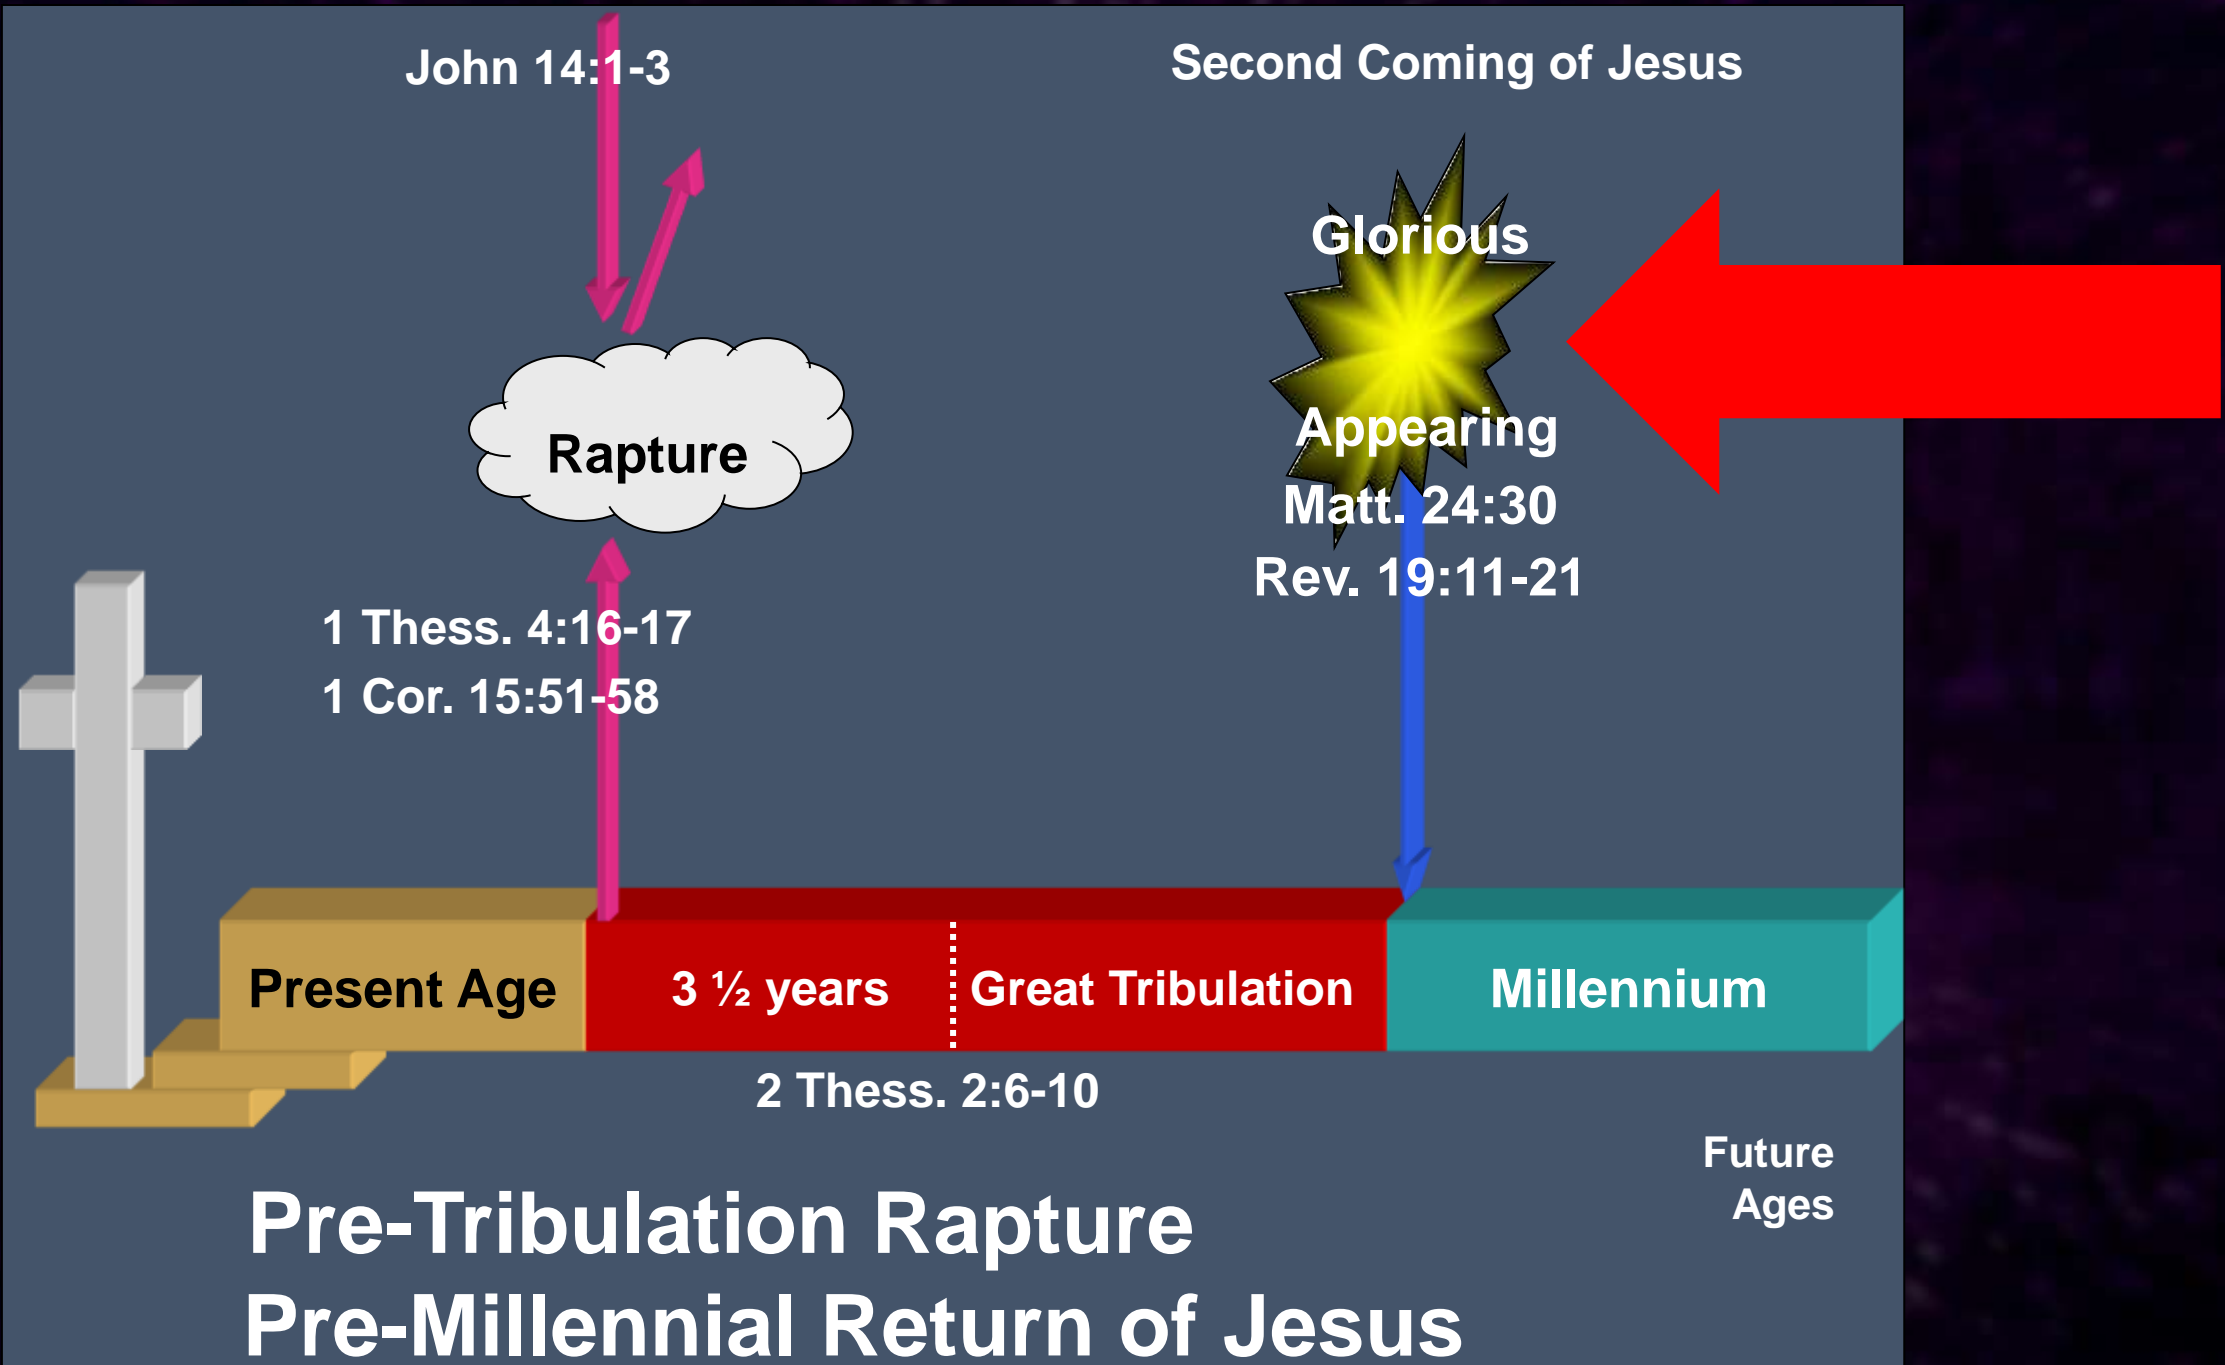 John 14:1-3
Second Coming of Jesus
Glorious
Appearing
Matt. 24:30
Rev. 19:11-21
Rapture
1 Thess. 4:16-17
1 Cor. 15:51-58
Present Age
3 ½ years
Great Tribulation
Millennium
2 Thess. 2:6-10
Future
Ages
Pre-Tribulation Rapture
Pre-Millennial Return of Jesus